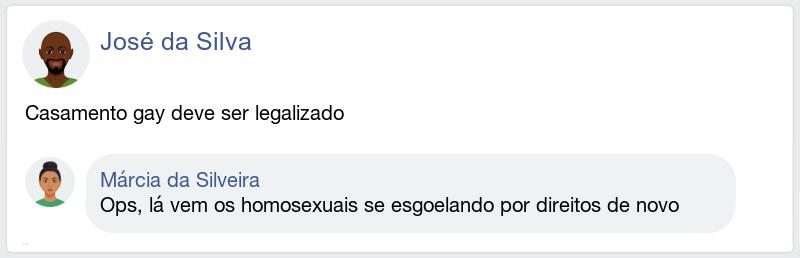 José da Silva
Casamento gay deve ser legalizado
Márcia da Silveira
Ops, lá vem os homosexuais se esgoelando por direitos de novo